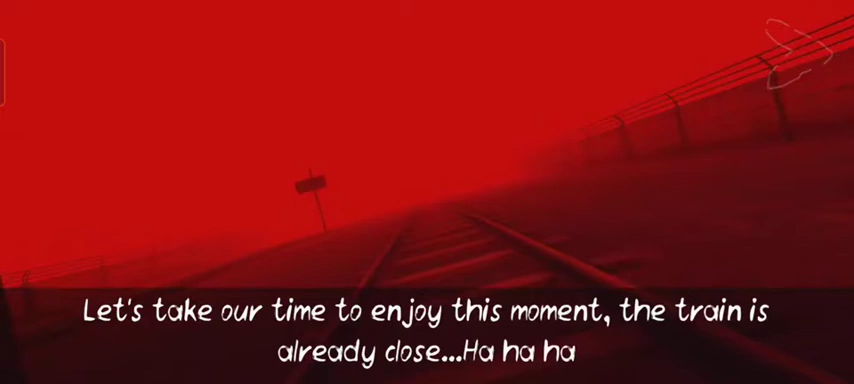 Let's take our time to enjoy this moment, the train is
already close...Ha ha ha